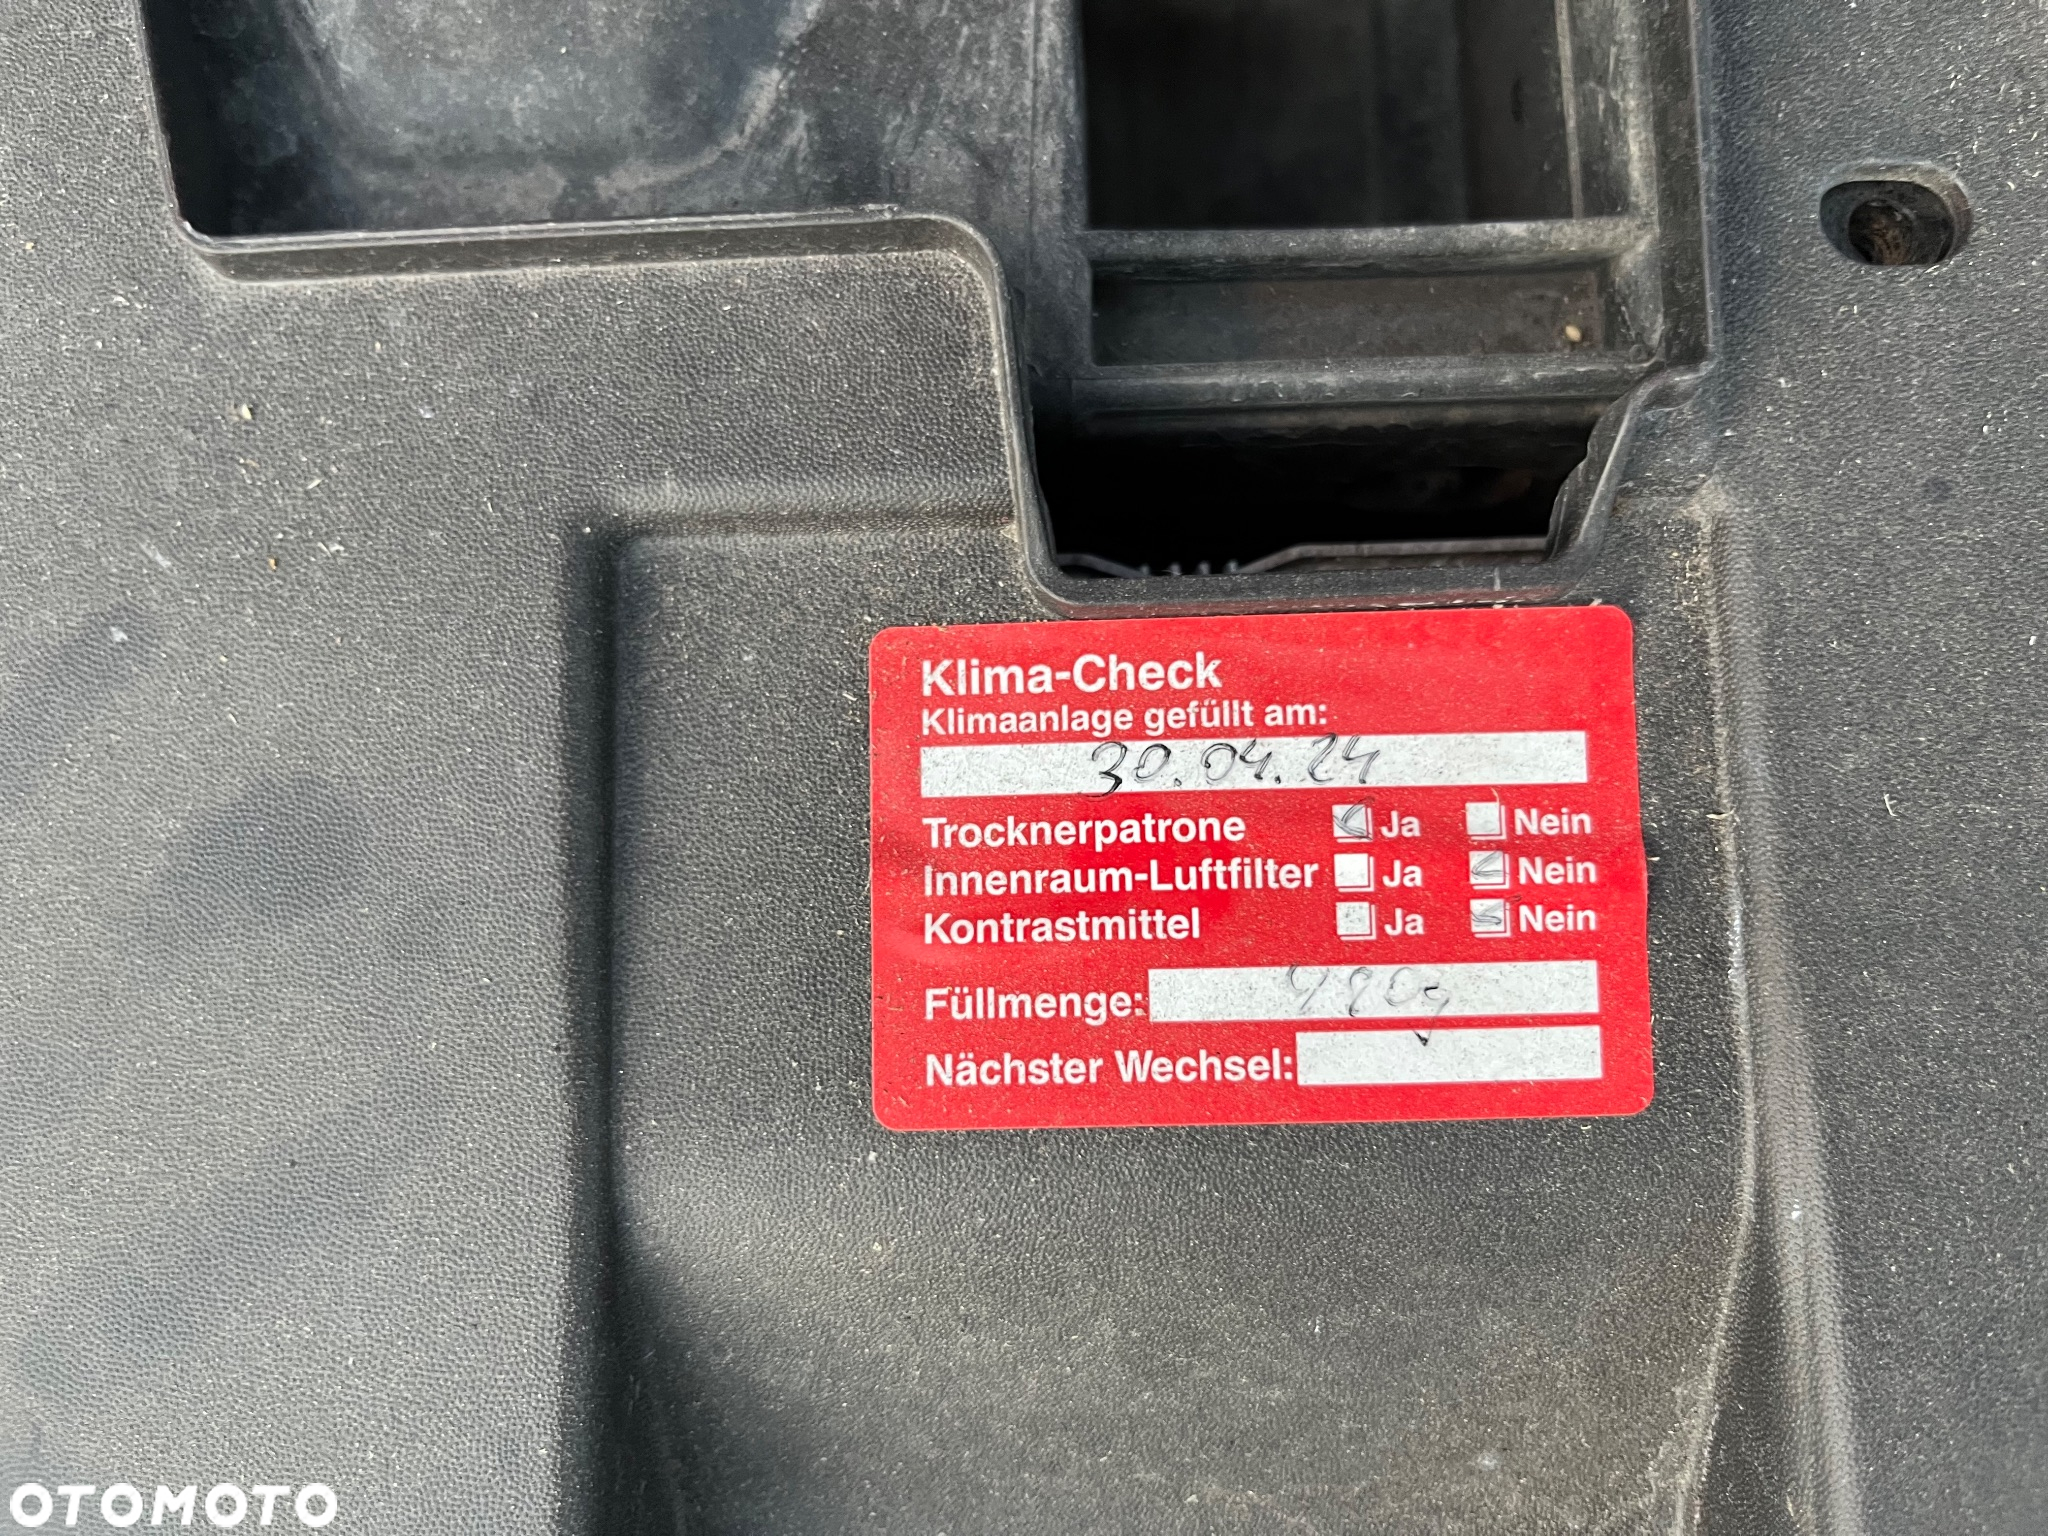 Klima-Check
Klimaanlage gefüllt am:
30.04.24
Trocknerpatrone Ja Nein
Innenraum-Luftfilter Ja Nein
Kontrastmittel Ja Nein
Füllmenge:
Nächster Wechsel:
OTOMOTO